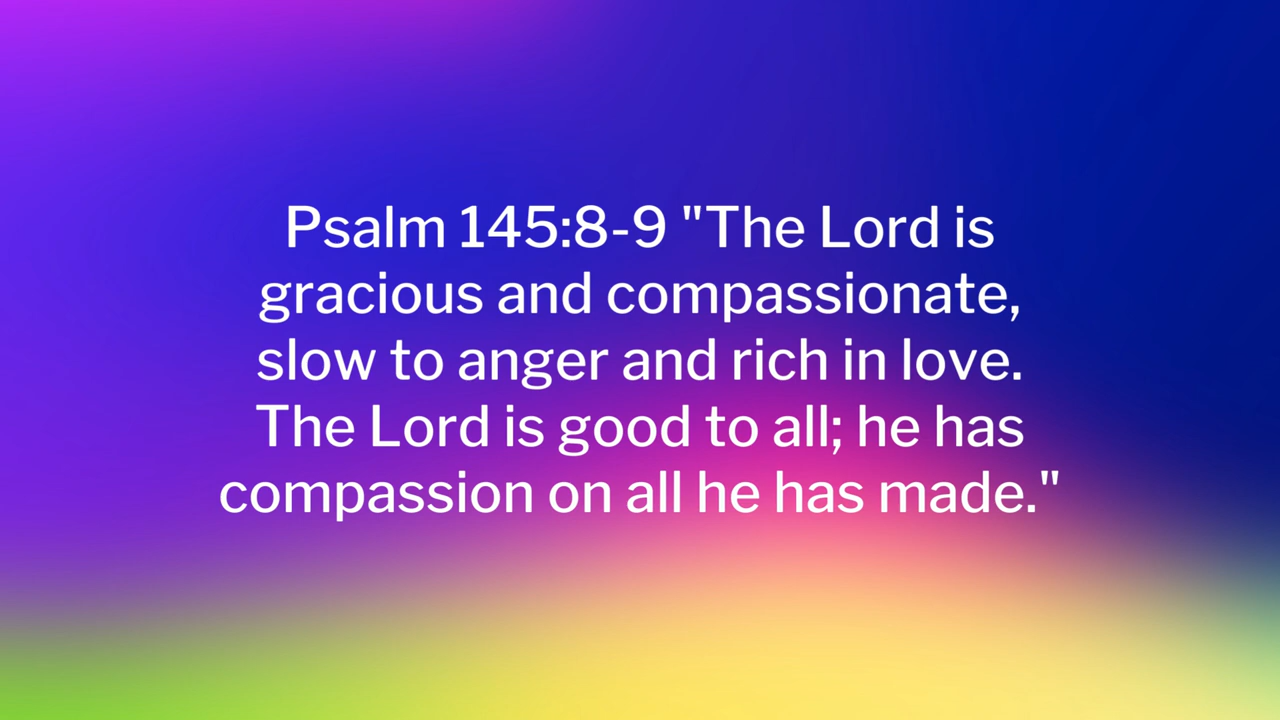 Psalm 145:8-9 "The Lord is
gracious and compassionate,
slow to anger and rich in love.
The Lord is good to all; he has
compassion on all he has made."